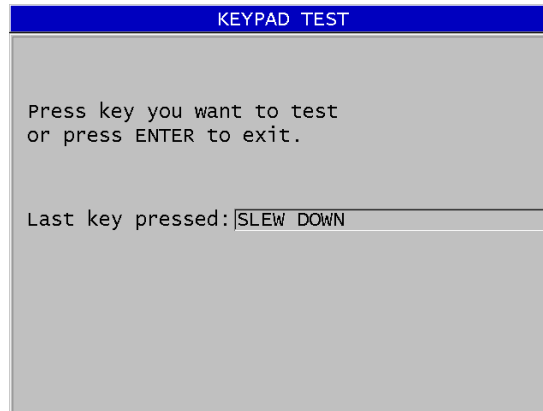 KEYPAD TEST
Press key you want to test
or press ENTER to exit.
Last key pressed: SLEW DOWN